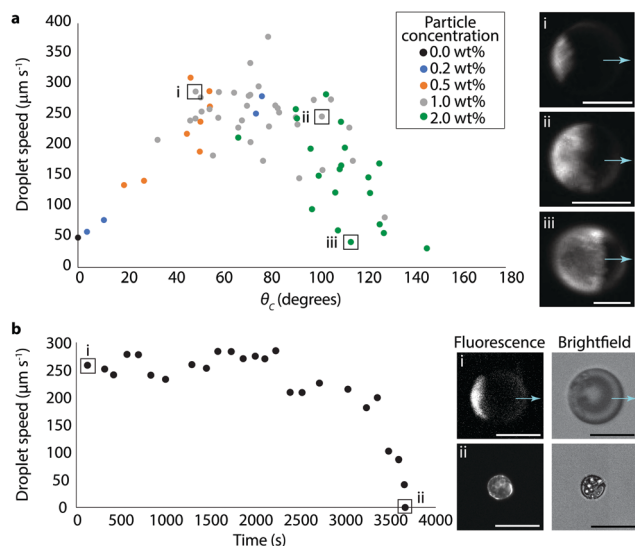 a
400
350
300
250
200
150
100
50
0
Droplet speed (μm s⁻¹)
0 20 40 60 80 100 120 140 160 180
θC (degrees)
i
ii
iii
Particle
concentration
0.0 wt%
0.2 wt%
0.5 wt%
1.0 wt%
2.0 wt%
i
ii
iii
b
300
250
200
150
100
50
0
Droplet speed (μm s⁻¹)
0 500 1000 1500 2000 2500 3000 3500 4000
Time (s)
i
ii
Fluorescence Brightfield
i
ii